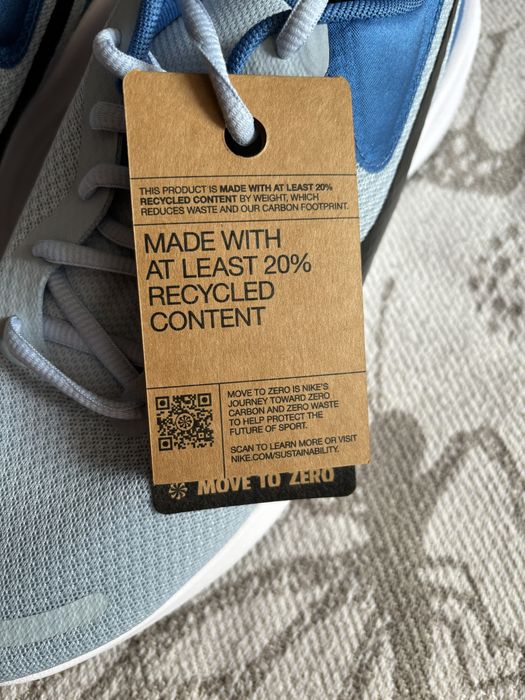 THIS PRODUCT IS MADE WITH AT LEAST 20%
RECYCLED CONTENT BY WEIGHT, WHICH
REDUCES WASTE AND OUR CARBON FOOTPRINT.
MADE WITH
AT LEAST 20%
RECYCLED
CONTENT
MOVE TO ZERO IS NIKE'S
JOURNEY TOWARD ZERO
CARBON AND ZERO WASTE
TO HELP PROTECT THE
FUTURE OF SPORT.
SCAN TO LEARN MORE OR VISIT
NIKE.COM/SUSTAINABILITY.
MOVE TO ZERO